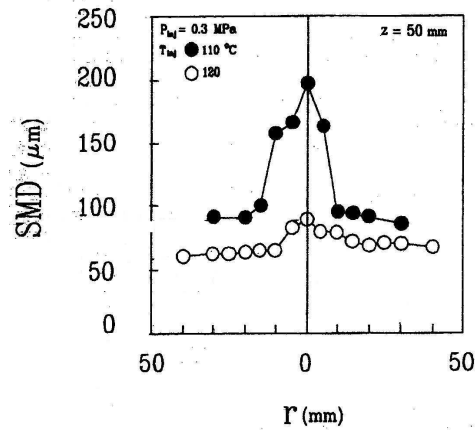 250
200
150
100
50
0
SMD (μm)
P_inj = 0.3 MPa
T_inj ● 110 °C
○ 120
z = 50 mm
50 0 50
r (mm)